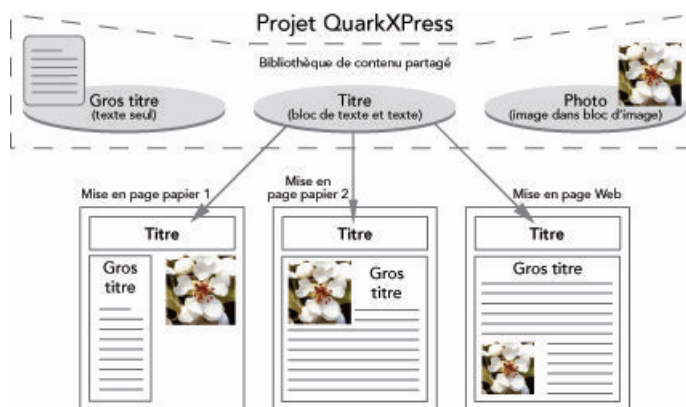 Projet QuarkXPress
Bibliothèque de contenu partagé
Gros titre
(texte seul)
Titre
(bloc de texte et texte)
Photo
(image dans bloc d'image)
Mise en page papier 1
Mise en
page papier 2
Mise en page Web
Titre
Gros
titre
Titre
Gros
titre
Titre
Gros titre